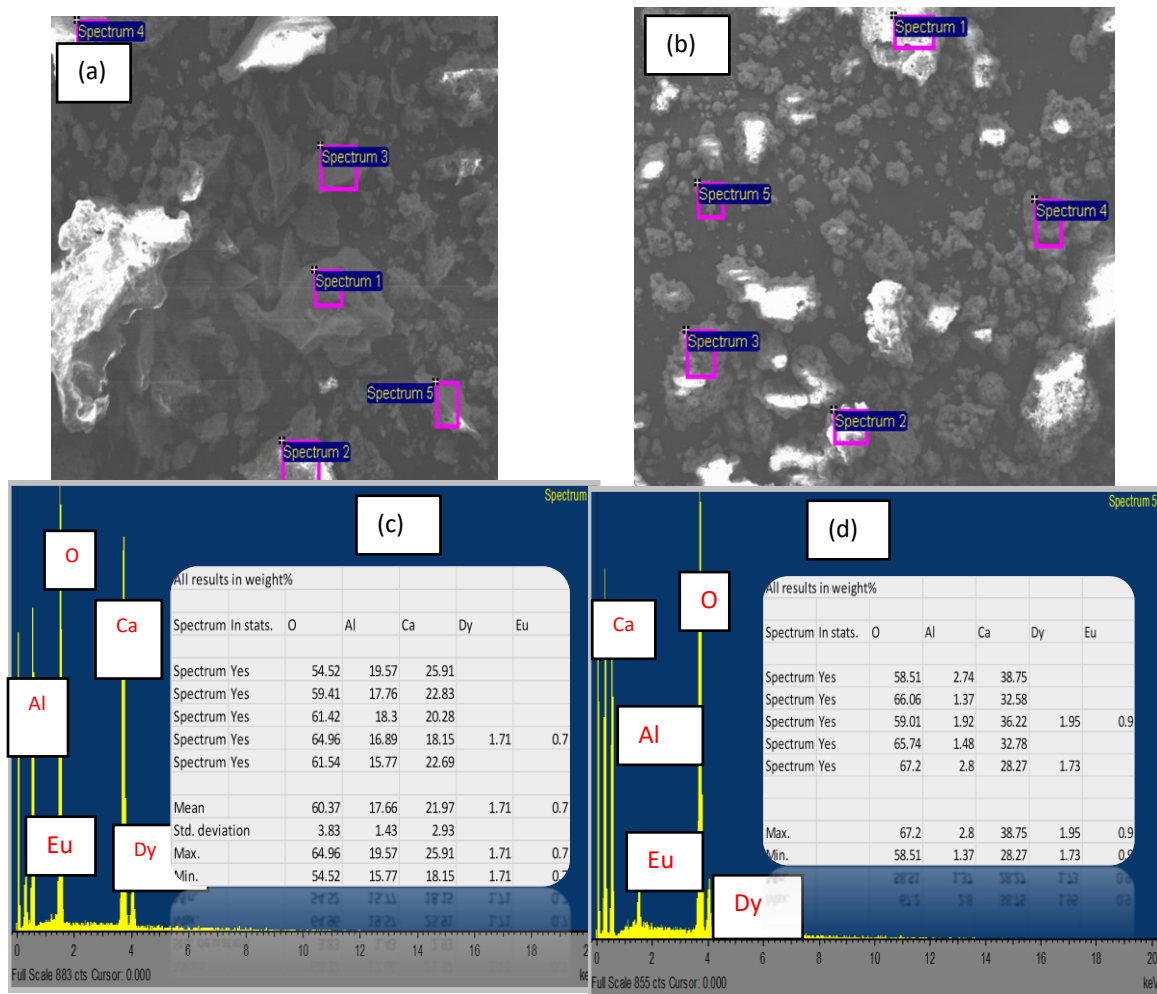 Spectrum 4
(a)
Spectrum 3
Spectrum 1
Spectrum 5
Spectrum 2
(b)
Spectrum 1
Spectrum 5
Spectrum 4
Spectrum 3
Spectrum 2
Spectrum
(c)
O
Ca
Al
Eu
Dy
All results in weight%
Spectrum In stats. O Al Ca Dy Eu
Spectrum Yes 54.52 19.57 25.91
Spectrum Yes 59.41 17.76 22.83
Spectrum Yes 61.42 18.3 20.28
Spectrum Yes 64.96 16.89 18.15 1.71 0.7
Spectrum Yes 61.54 15.77 22.69
Mean 60.37 17.66 21.97 1.71 0.7
Std. deviation 3.83 1.43 2.93
Max. 64.96 19.57 25.91 1.71 0.7
Min. 54.52 15.77 18.15 1.71 0.7
0 2 4 6 8 10 12 14 16 18 2
Full Scale 883 cts Cursor: 0.000 ke
Spectrum 5
(d)
Ca
O
Al
Eu
Dy
All results in weight%
Spectrum In stats. O Al Ca Dy Eu
Spectrum Yes 58.51 2.74 38.75
Spectrum Yes 66.06 1.37 32.58
Spectrum Yes 59.01 1.92 36.22 1.95 0.9
Spectrum Yes 65.74 1.48 32.78
Spectrum Yes 67.2 2.8 28.27 1.73
Max. 67.2 2.8 38.75 1.95 0.9
Min. 58.51 1.37 28.27 1.73 0.9
2 4 6 8 10 12 14 16 18 20
Full Scale 855 cts Cursor: 0.000 keV